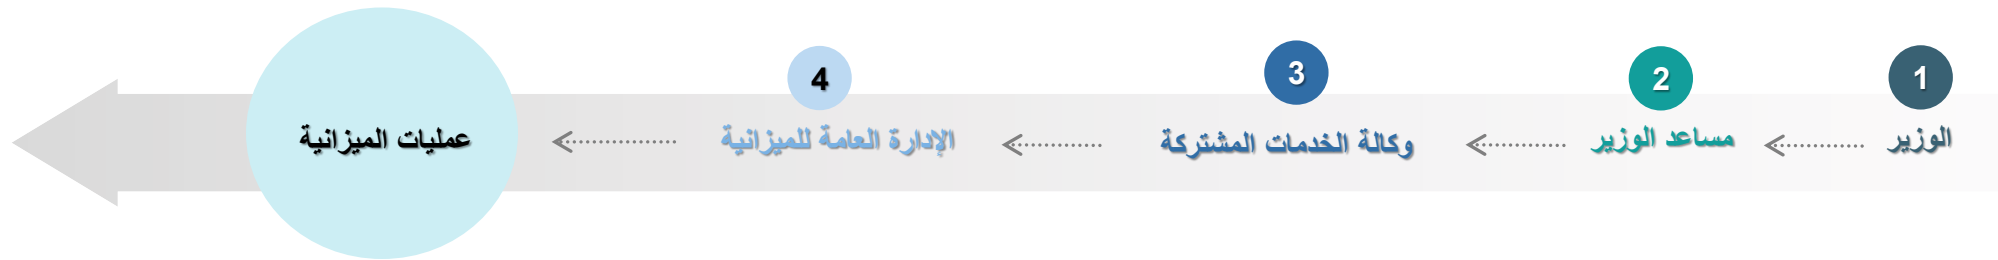 1
الوزير
2
مساعد الوزير
3
وكالة الخدمات المشتركة
4
الإدارة العامة للميزانية
عمليات الميزانية